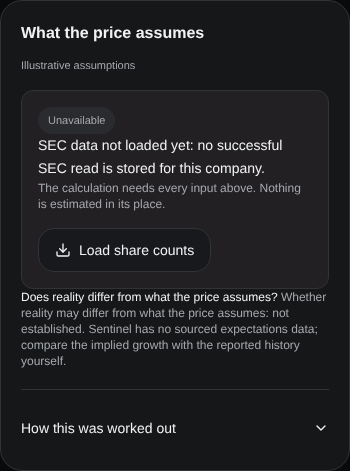 What the price assumes
Illustrative assumptions
Unavailable
SEC data not loaded yet: no successful
SEC read is stored for this company.
The calculation needs every input above. Nothing
is estimated in its place.
Load share counts
Does reality differ from what the price assumes? Whether
reality may differ from what the price assumes: not
established. Sentinel has no sourced expectations data;
compare the implied growth with the reported history
yourself.
How this was worked out